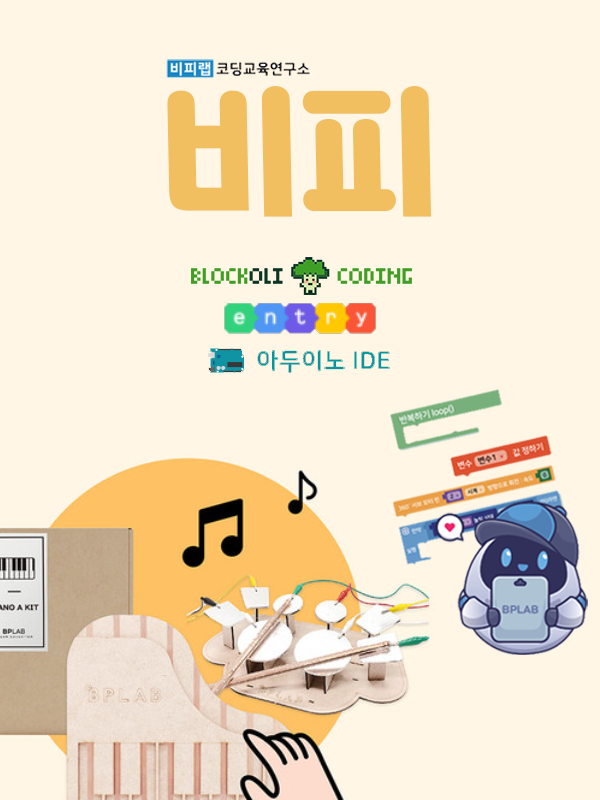 비피랩 코딩교육연구소
비피
BLOCKOLI CODING
entry
아두이노 IDE
반복하기 loop()
변수 변수1 값 정하기
ANO A KIT
BPLAB
BPLAB
BPLAB